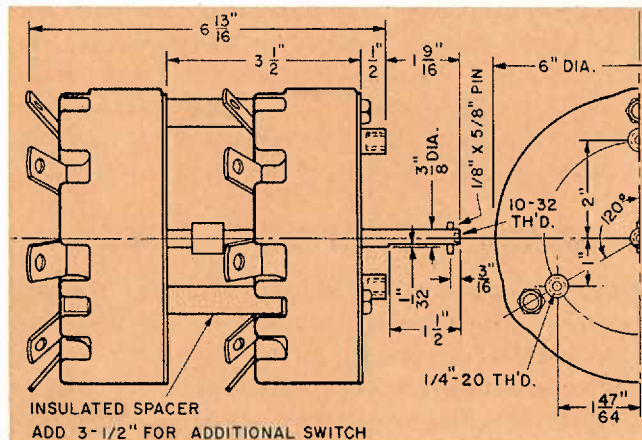 6 13/16"
3 1/2"
1/2"
1 9/16"
6" DIA.
3/8" DIA.
1/8" X 5/8" PIN
10-32
TH'D.
2"
120°
1"
1/32"
3/16"
1 1/2"
1/4"-20 TH'D.
1 47/64"
INSULATED SPACER
ADD 3-1/2" FOR ADDITIONAL SWITCH